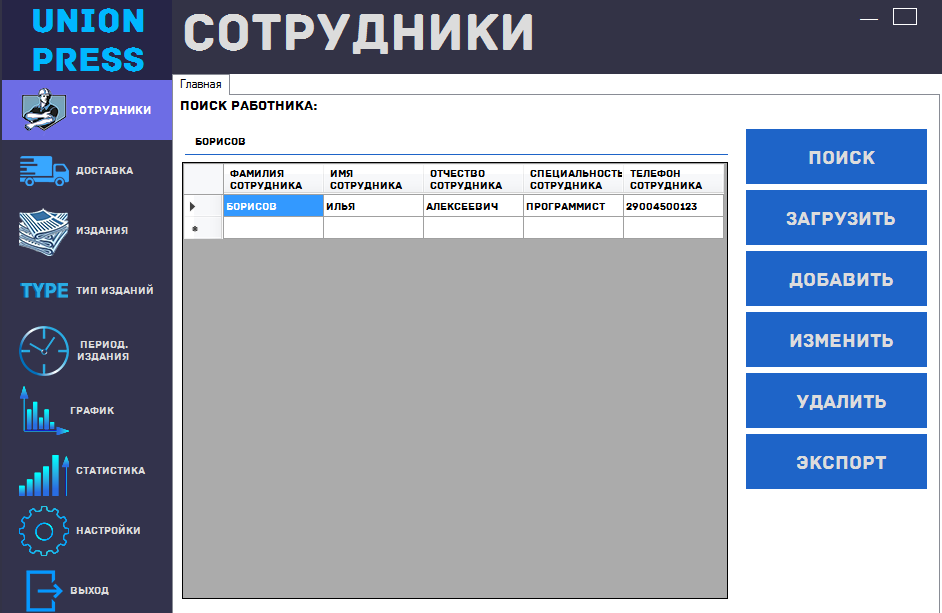 UNION
PRESS
СОТРУДНИКИ
СОТРУДНИКИ
ДОСТАВКА
ИЗДАНИЯ
TYPE ТИП ИЗДАНИЙ
ПЕРИОД.
ИЗДАНИЯ
ГРАФИК
СТАТИСТИКА
НАСТРОЙКИ
ВЫХОД
Главная
ПОИСК РАБОТНИКА:
БОРИСОВ
ФАМИЛИЯ СОТРУДНИКА ИМЯ СОТРУДНИКА ОТЧЕСТВО СОТРУДНИКА СПЕЦИАЛЬНОСТЬ СОТРУДНИКА ТЕЛЕФОН СОТРУДНИКА
БОРИСОВ ИЛЬЯ АЛЕКСЕЕВИЧ ПРОГРАММИСТ 29004500123
ПОИСК
ЗАГРУЗИТЬ
ДОБАВИТЬ
ИЗМЕНИТЬ
УДАЛИТЬ
ЭКСПОРТ